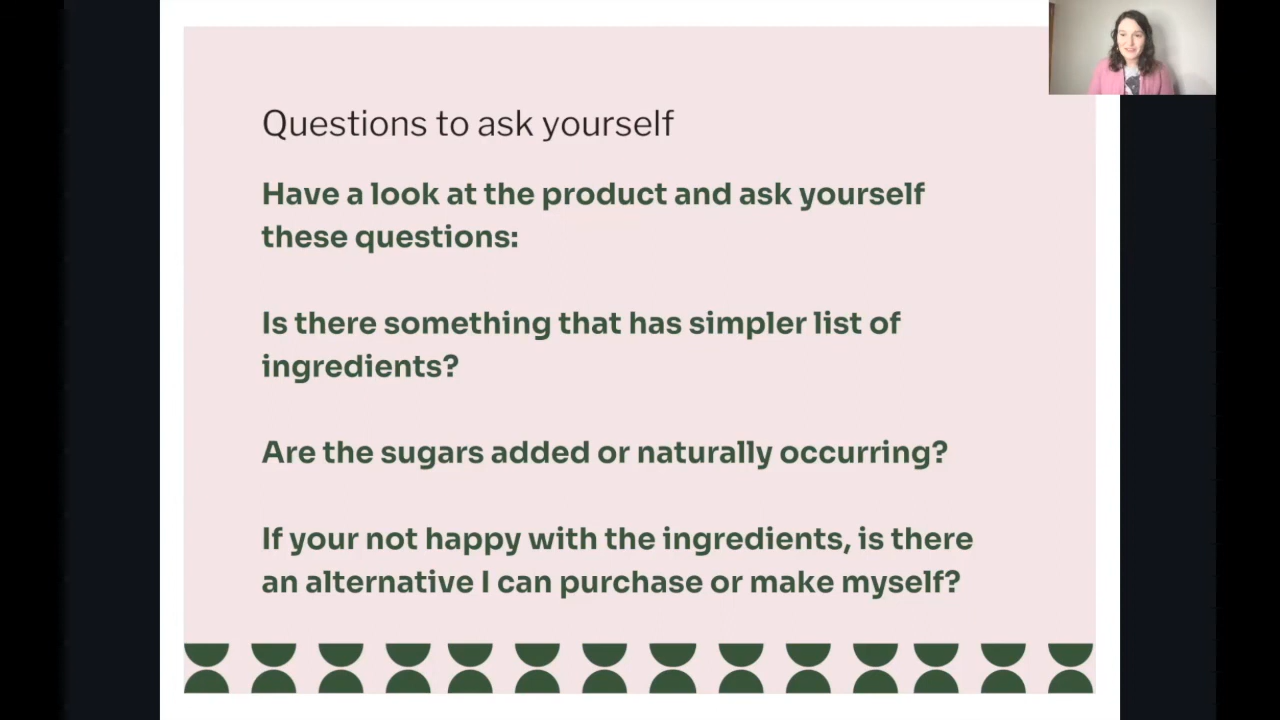 Questions to ask yourself
Have a look at the product and ask yourself
these questions:
Is there something that has simpler list of
ingredients?
Are the sugars added or naturally occurring?
If your not happy with the ingredients, is there
an alternative I can purchase or make myself?